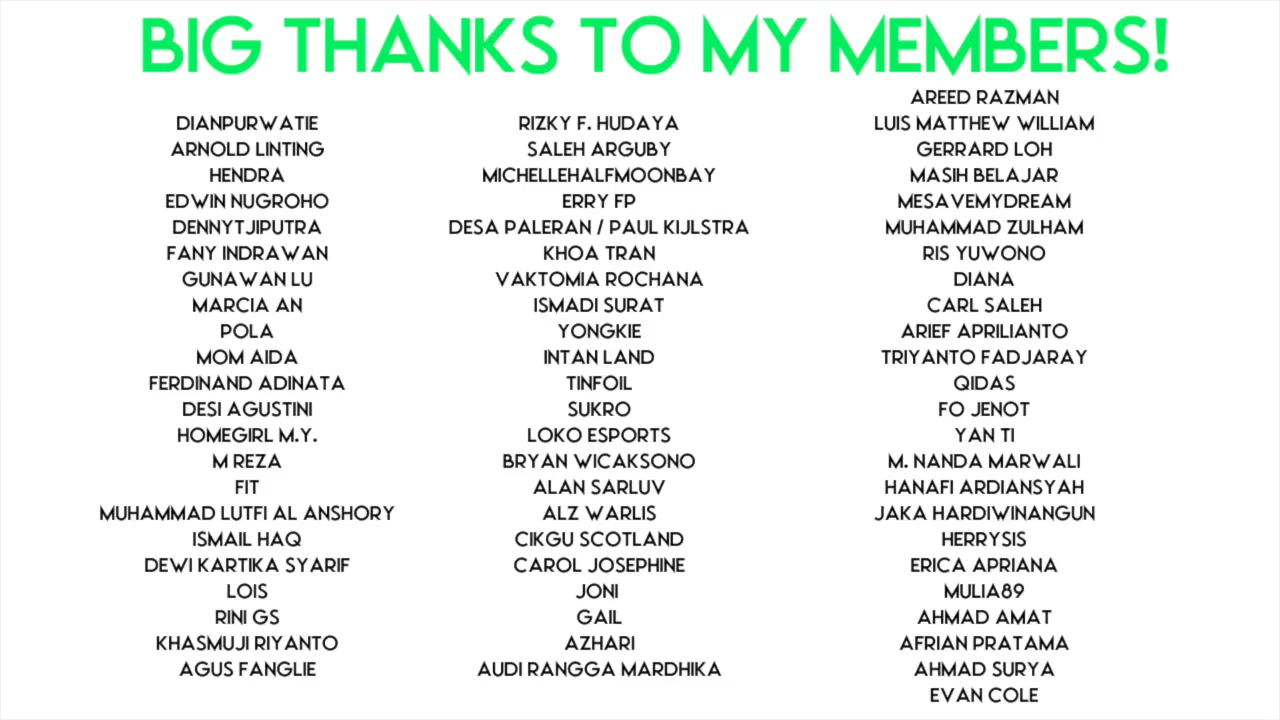 BIG THANKS TO MY MEMBERS!
DIANPURWATIE
ARNOLD LINTING
HENDRA
EDWIN NUGROHO
DENNYTJIPUTRA
FANY INDRAWAN
GUNAWAN LU
MARCIA AN
POLA
MOM AIDA
FERDINAND ADINATA
DESI AGUSTINI
HOMEGIRL M.Y.
M REZA
FIT
MUHAMMAD LUTFI AL ANSHORY
ISMAIL HAQ
DEWI KARTIKA SYARIF
LOIS
RINI GS
KHASMUJI RIYANTO
AGUS FANGLIE
RIZKY F. HUDAYA
SALEH ARGUBY
MICHELLEHALFMOONBAY
ERRY FP
DESA PALERAN / PAUL KIJLSTRA
KHOA TRAN
VAKTOMIA ROCHANA
ISMADI SURAT
YONGKIE
INTAN LAND
TINFOIL
SUKRO
LOKO ESPORTS
BRYAN WICAKSONO
ALAN SARLUV
ALZ WARLIS
CIKGU SCOTLAND
CAROL JOSEPHINE
JONI
GAIL
AZHARI
AUDI RANGGA MARDHIKA
AREED RAZMAN
LUIS MATTHEW WILLIAM
GERRARD LOH
MASIH BELAJAR
MESAVEMYDREAM
MUHAMMAD ZULHAM
RIS YUWONO
DIANA
CARL SALEH
ARIEF APRILIANTO
TRIYANTO FADJARAY
QIDAS
FO JENOT
YAN TI
M. NANDA MARWALI
HANAFI ARDIANSYAH
JAKA HARDIWINANGUN
HERRYSIS
ERICA APRIANA
MULIA89
AHMAD AMAT
AFRIAN PRATAMA
AHMAD SURYA
EVAN COLE